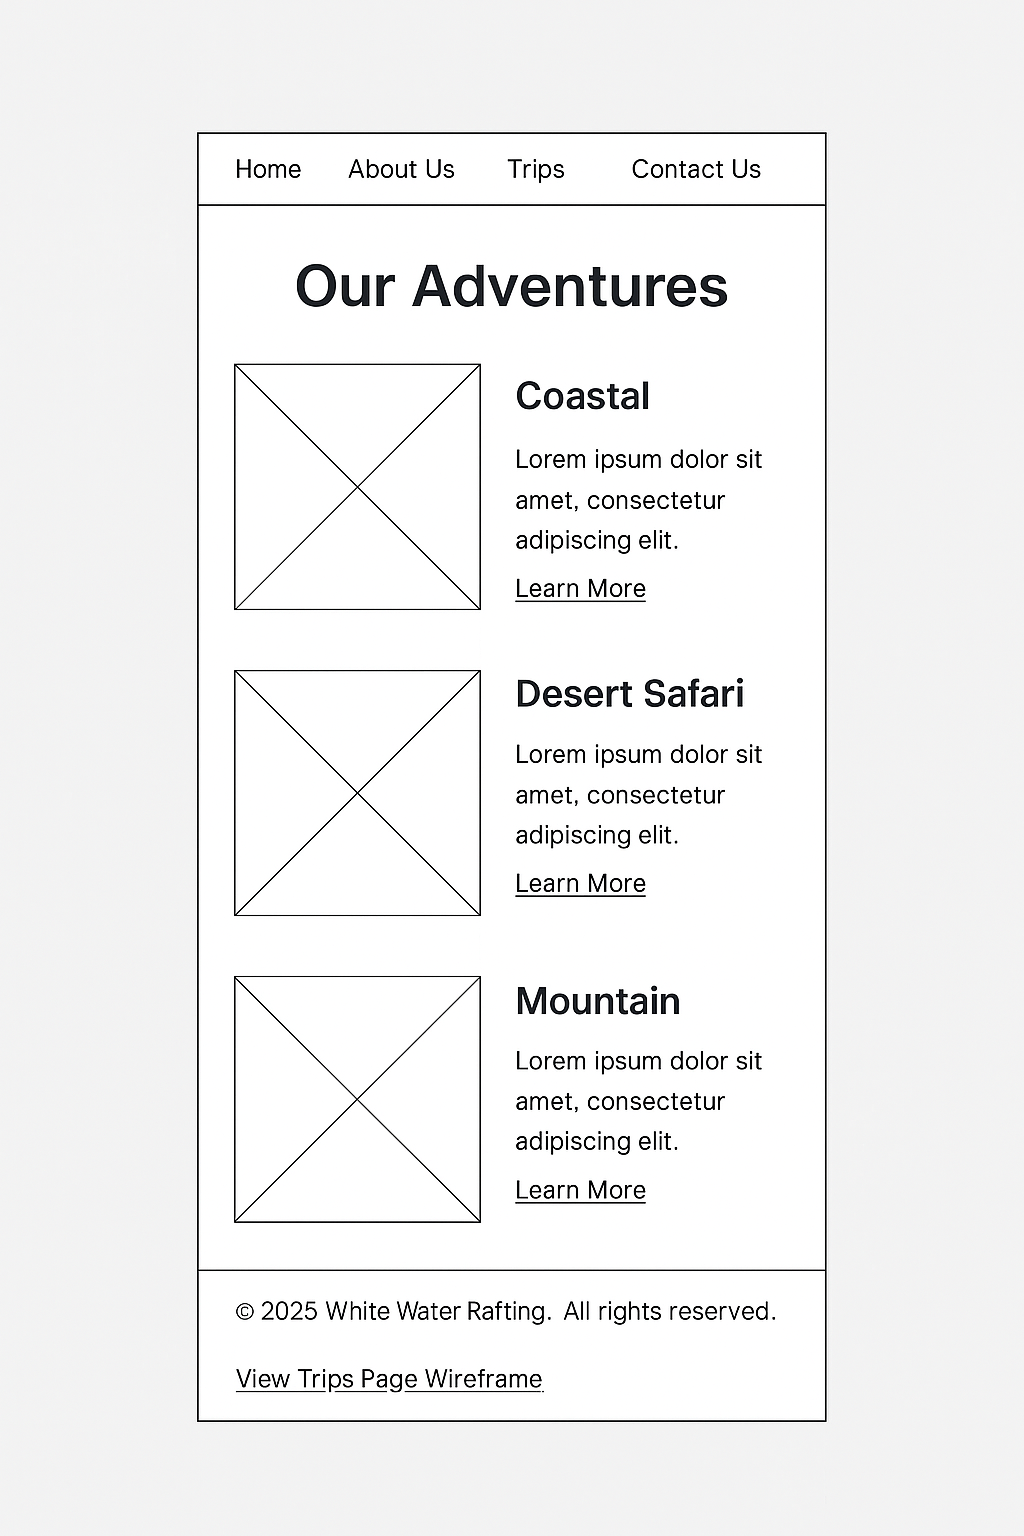 Home About Us Trips Contact Us
Our Adventures
Coastal
Lorem ipsum dolor sit
amet, consectetur
adipiscing elit.
Learn More
Desert Safari
Lorem ipsum dolor sit
amet, consectetur
adipiscing elit.
Learn More
Mountain
Lorem ipsum dolor sit
amet, consectetur
adipiscing elit.
Learn More
© 2025 White Water Rafting. All rights reserved.
View Trips Page Wireframe